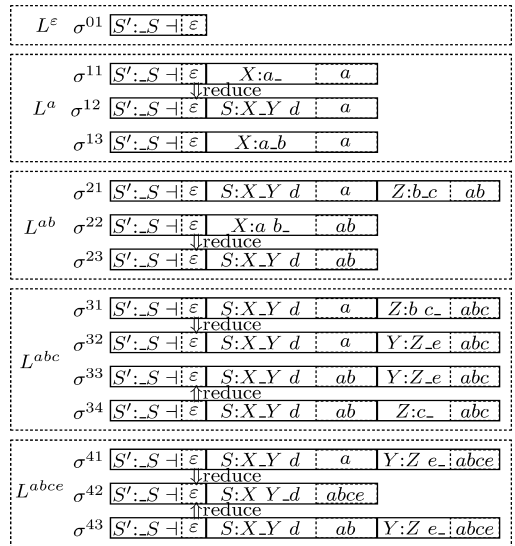 L^ε σ^01 S′:_S ⊣ ε
σ^11 S′:_S ⊣ ε X:a_ a
⇓reduce
L^a σ^12 S′:_S ⊣ ε S:X_Y d a
σ^13 S′:_S ⊣ ε X:a_b a
σ^21 S′:_S ⊣ ε S:X_Y d a Z:b_c ab
L^ab σ^22 S′:_S ⊣ ε X:a b_ ab
⇓reduce
σ^23 S′:_S ⊣ ε S:X_Y d ab
σ^31 S′:_S ⊣ ε S:X_Y d a Z:b c_ abc
⇓reduce
σ^32 S′:_S ⊣ ε S:X_Y d a Y:Z_e abc
L^abc
σ^33 S′:_S ⊣ ε S:X_Y d ab Y:Z_e abc
⇑reduce
σ^34 S′:_S ⊣ ε S:X_Y d ab Z:c_ abc
σ^41 S′:_S ⊣ ε S:X_Y d a Y:Z e_ abce
⇓reduce
L^abce σ^42 S′:_S ⊣ ε S:X Y_d abce
⇑reduce
σ^43 S′:_S ⊣ ε S:X_Y d ab Y:Z e_ abce